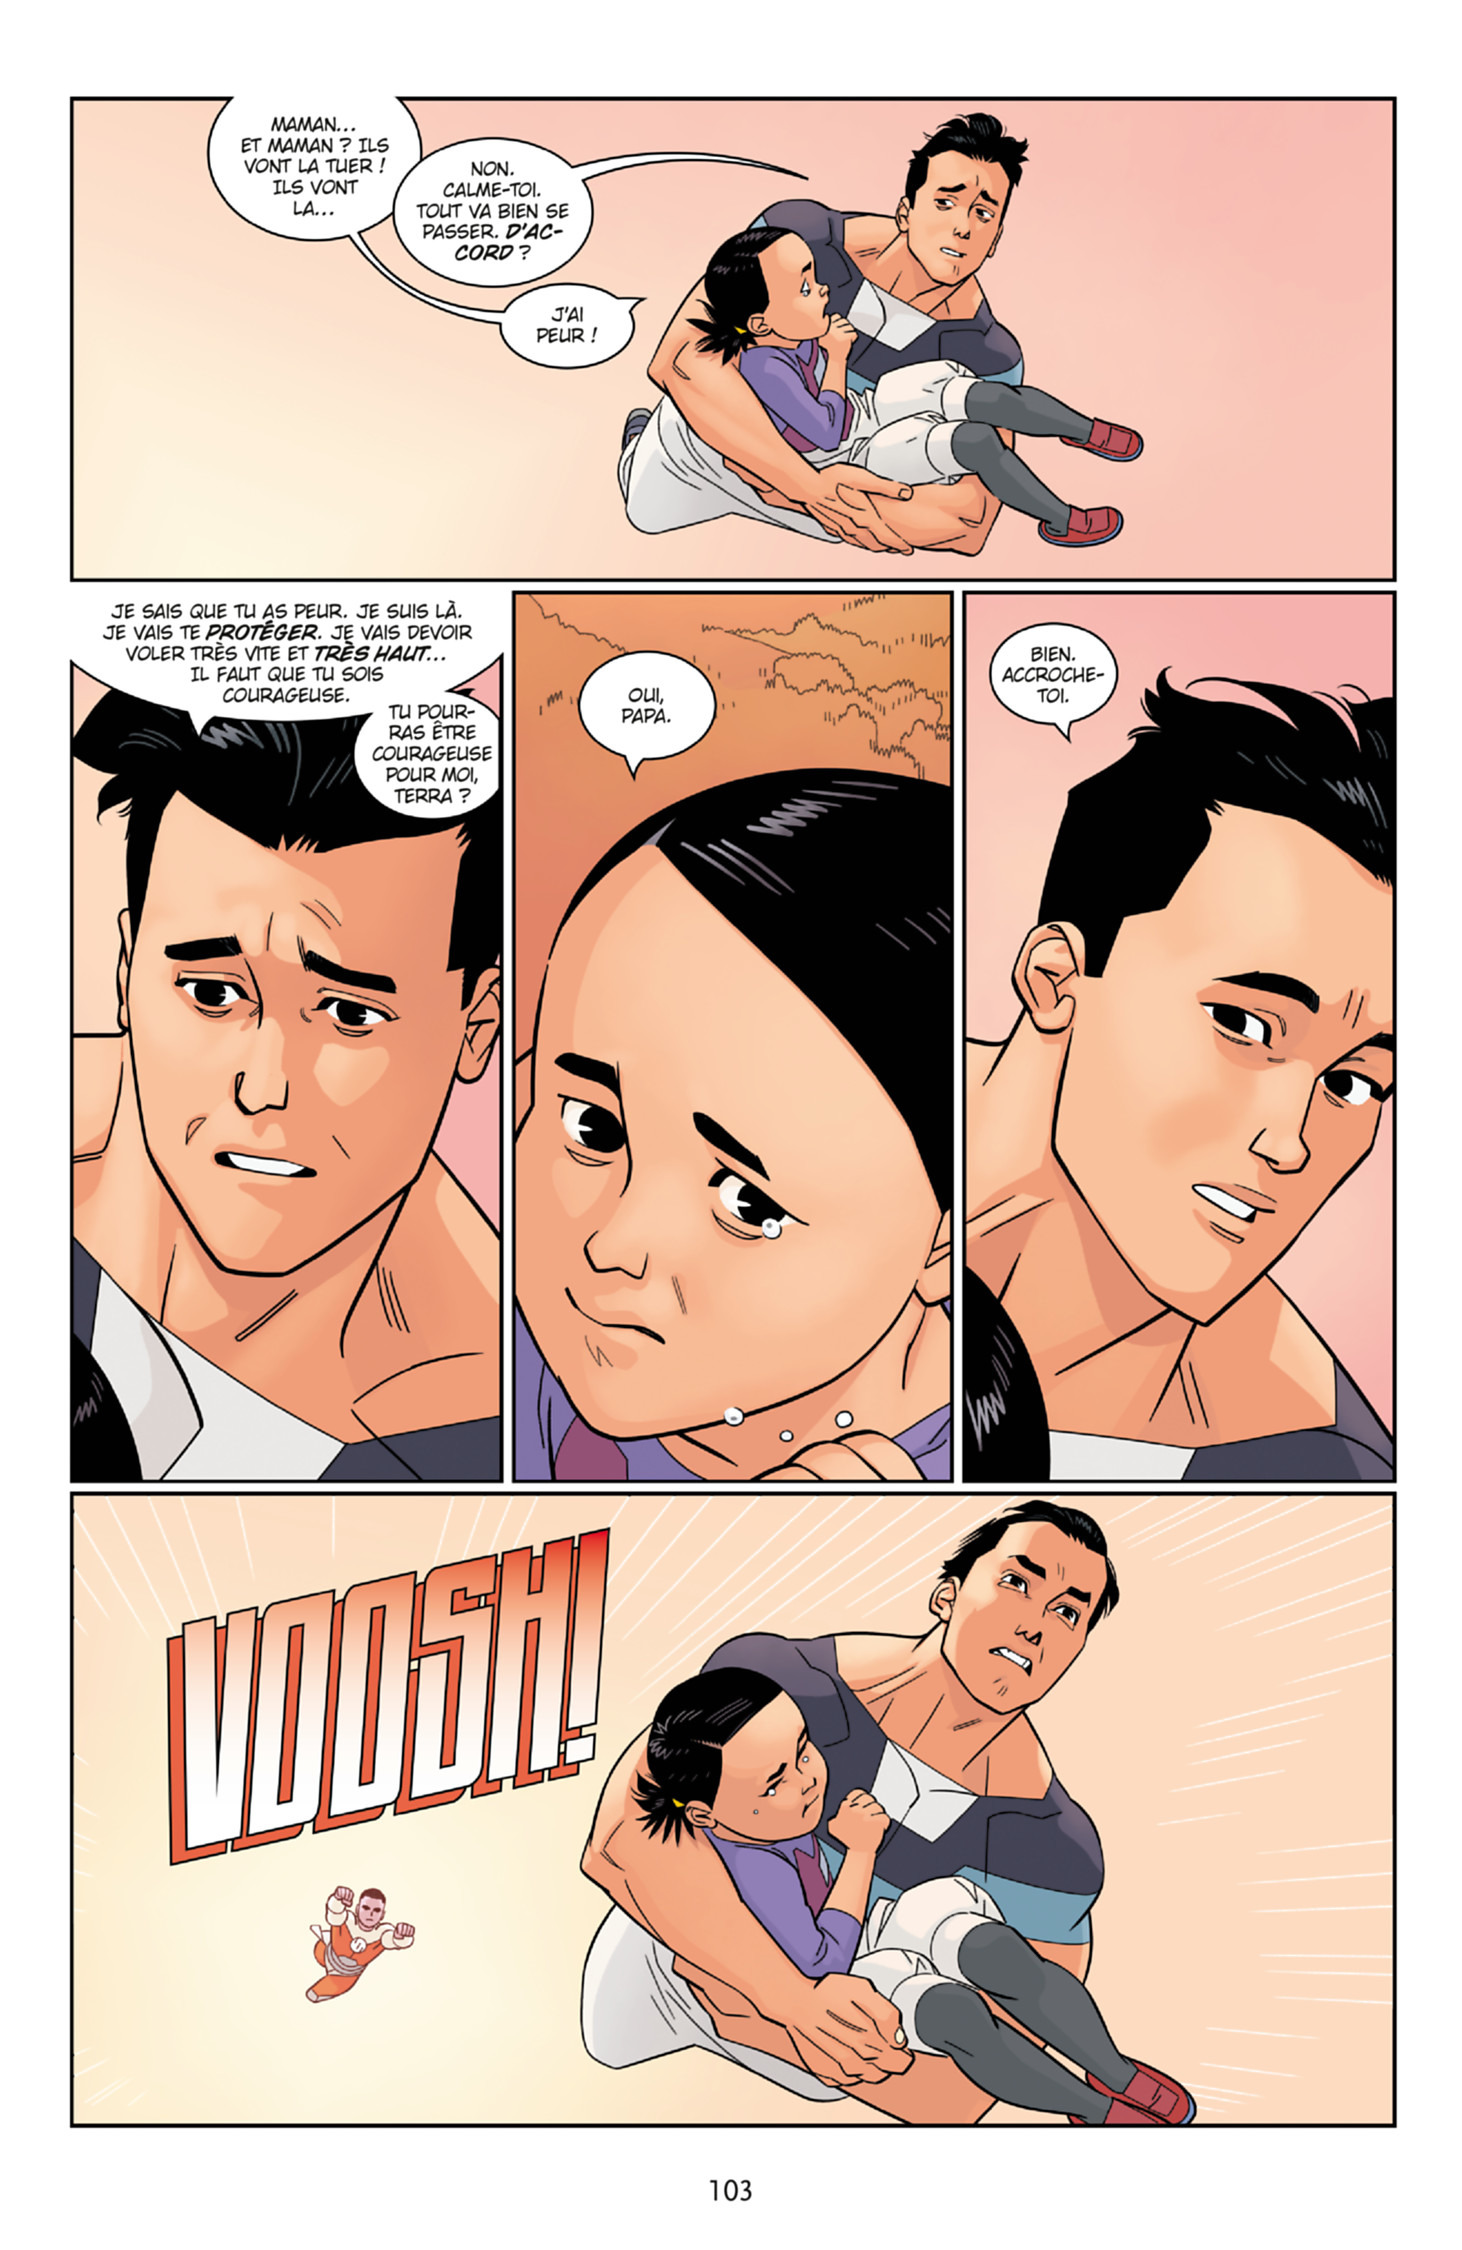 MAMAN...
ET MAMAN ? ILS
VONT LA TUER !
ILS VONT
LA...
NON.
CALME-TOI.
TOUT VA BIEN SE
PASSER. D'AC-
CORD ?
J'AI
PEUR !
JE SAIS QUE TU AS PEUR. JE SUIS LÀ.
JE VAIS TE PROTÉGER. JE VAIS DEVOIR
VOLER TRÈS VITE ET TRÈS HAUT...
IL FAUT QUE TU SOIS
COURAGEUSE.
TU POUR-
RAS ÊTRE
COURAGEUSE
POUR MOI,
TERRA ?
OUI,
PAPA.
BIEN.
ACCROCHE-
TOI.
VOOSH!
103